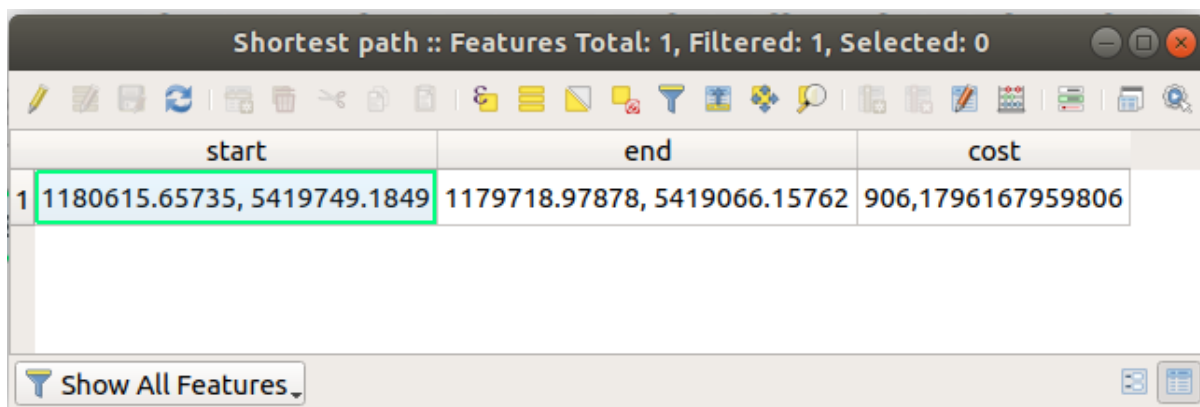 Shortest path :: Features Total: 1, Filtered: 1, Selected: 0
start end cost
1 1180615.65735, 5419749.1849 1179718.97878, 5419066.15762 906,1796167959806
Show All Features